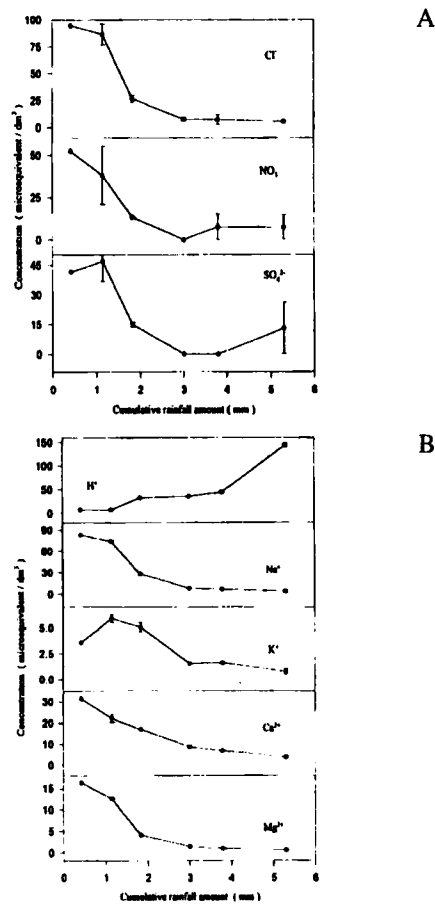 A
100
75
50
25
0
Cl⁻
50
25
0
NO₃
45
30
15
0
SO₄²⁻
Concentration ( microequivalent / dm³ )
0 1 2 3 4 5 6
Cumulative rainfall amount ( mm )
B
150
100
50
0
H⁺
90
60
30
0
Na⁺
5.0
2.5
0.0
K⁺
30
20
10
0
Ca²⁺
15
10
5
0
Mg²⁺
Concentration ( microequivalent / dm³ )
0 1 2 3 4 5 6
Cumulative rainfall amount ( mm )